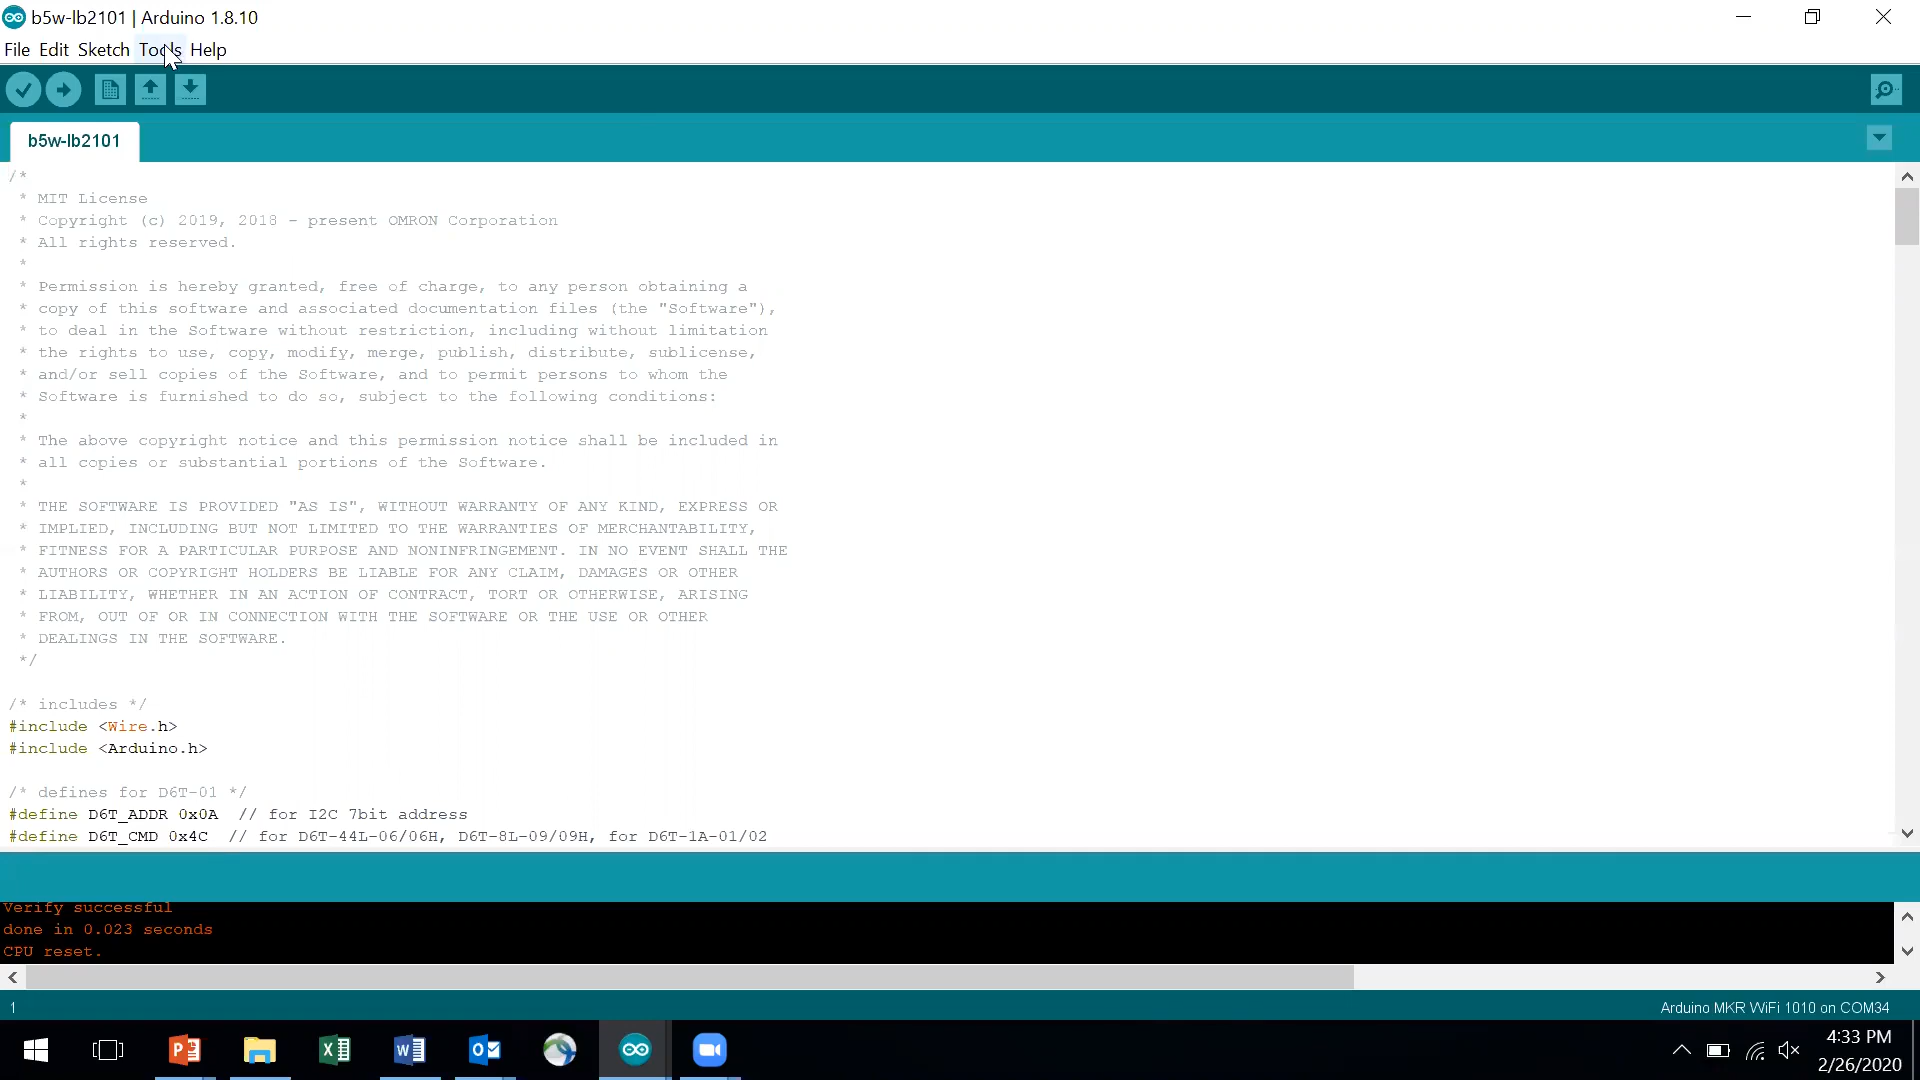 b5w-lb2101 | Arduino 1.8.10
File Edit Sketch Tools Help
b5w-lb2101
/*
* MIT License
* Copyright (c) 2019, 2018 - present OMRON Corporation
* All rights reserved.
*
* Permission is hereby granted, free of charge, to any person obtaining a
* copy of this software and associated documentation files (the "Software"),
* to deal in the Software without restriction, including without limitation
* the rights to use, copy, modify, merge, publish, distribute, sublicense,
* and/or sell copies of the Software, and to permit persons to whom the
* Software is furnished to do so, subject to the following conditions:
*
* The above copyright notice and this permission notice shall be included in
* all copies or substantial portions of the Software.
*
* THE SOFTWARE IS PROVIDED "AS IS", WITHOUT WARRANTY OF ANY KIND, EXPRESS OR
* IMPLIED, INCLUDING BUT NOT LIMITED TO THE WARRANTIES OF MERCHANTABILITY,
* FITNESS FOR A PARTICULAR PURPOSE AND NONINFRINGEMENT. IN NO EVENT SHALL THE
* AUTHORS OR COPYRIGHT HOLDERS BE LIABLE FOR ANY CLAIM, DAMAGES OR OTHER
* LIABILITY, WHETHER IN AN ACTION OF CONTRACT, TORT OR OTHERWISE, ARISING
* FROM, OUT OF OR IN CONNECTION WITH THE SOFTWARE OR THE USE OR OTHER
* DEALINGS IN THE SOFTWARE.
*/
/* includes */
#include <Wire.h>
#include <Arduino.h>
/* defines for D6T-01 */
#define D6T_ADDR 0x0A // for I2C 7bit address
#define D6T_CMD 0x4C // for D6T-44L-06/06H, D6T-8L-09/09H, for D6T-1A-01/02
Verify successful
done in 0.023 seconds
CPU reset.
1
Arduino MKR WiFi 1010 on COM34
4:33 PM
2/26/2020